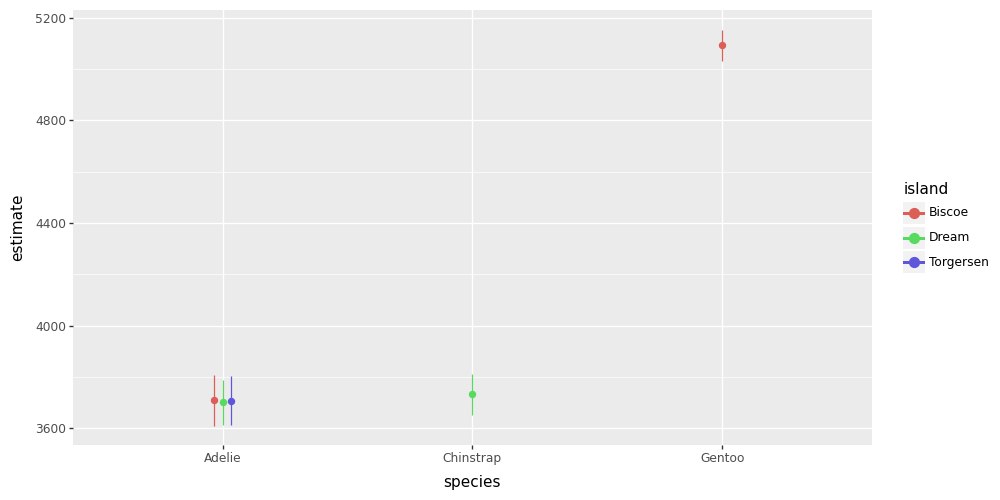 5200
4800
4400
4000
3600
estimate
Adelie
Chinstrap
Gentoo
species
island
Biscoe
Dream
Torgersen